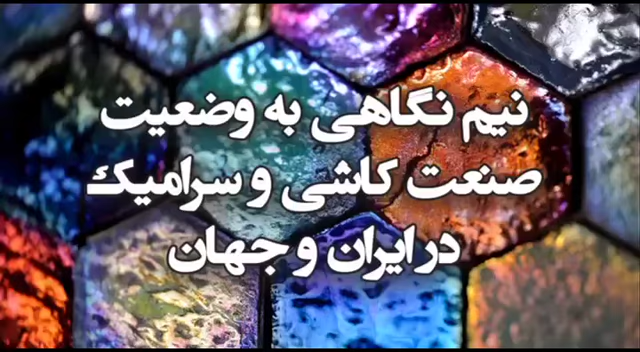 نیم نگاهی به وضعیت
صنعت کاشی و سرامیک
در ایران و جهان